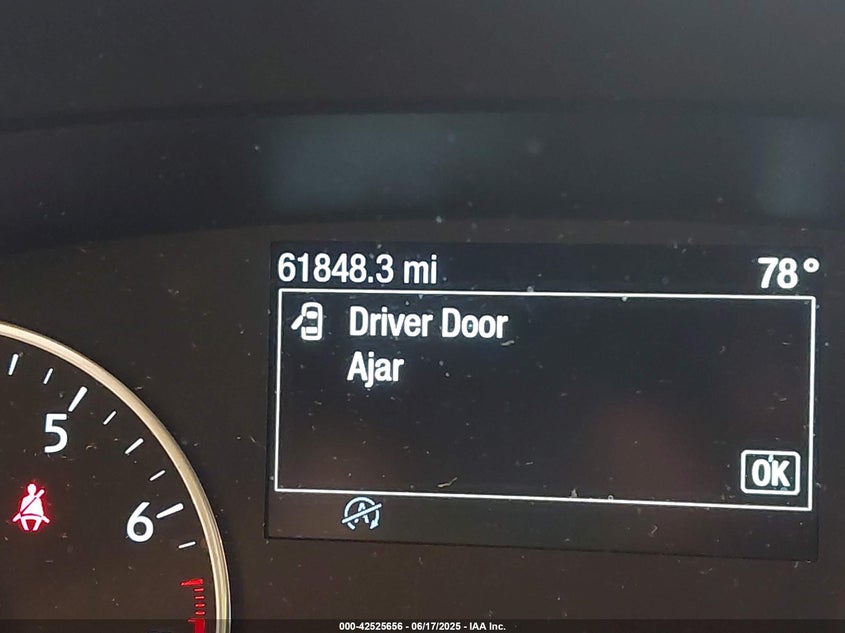 61848.3 mi 78°
Driver Door
Ajar
OK
5
6
A
000-42525656 - 06/17/2025 - IAA Inc.